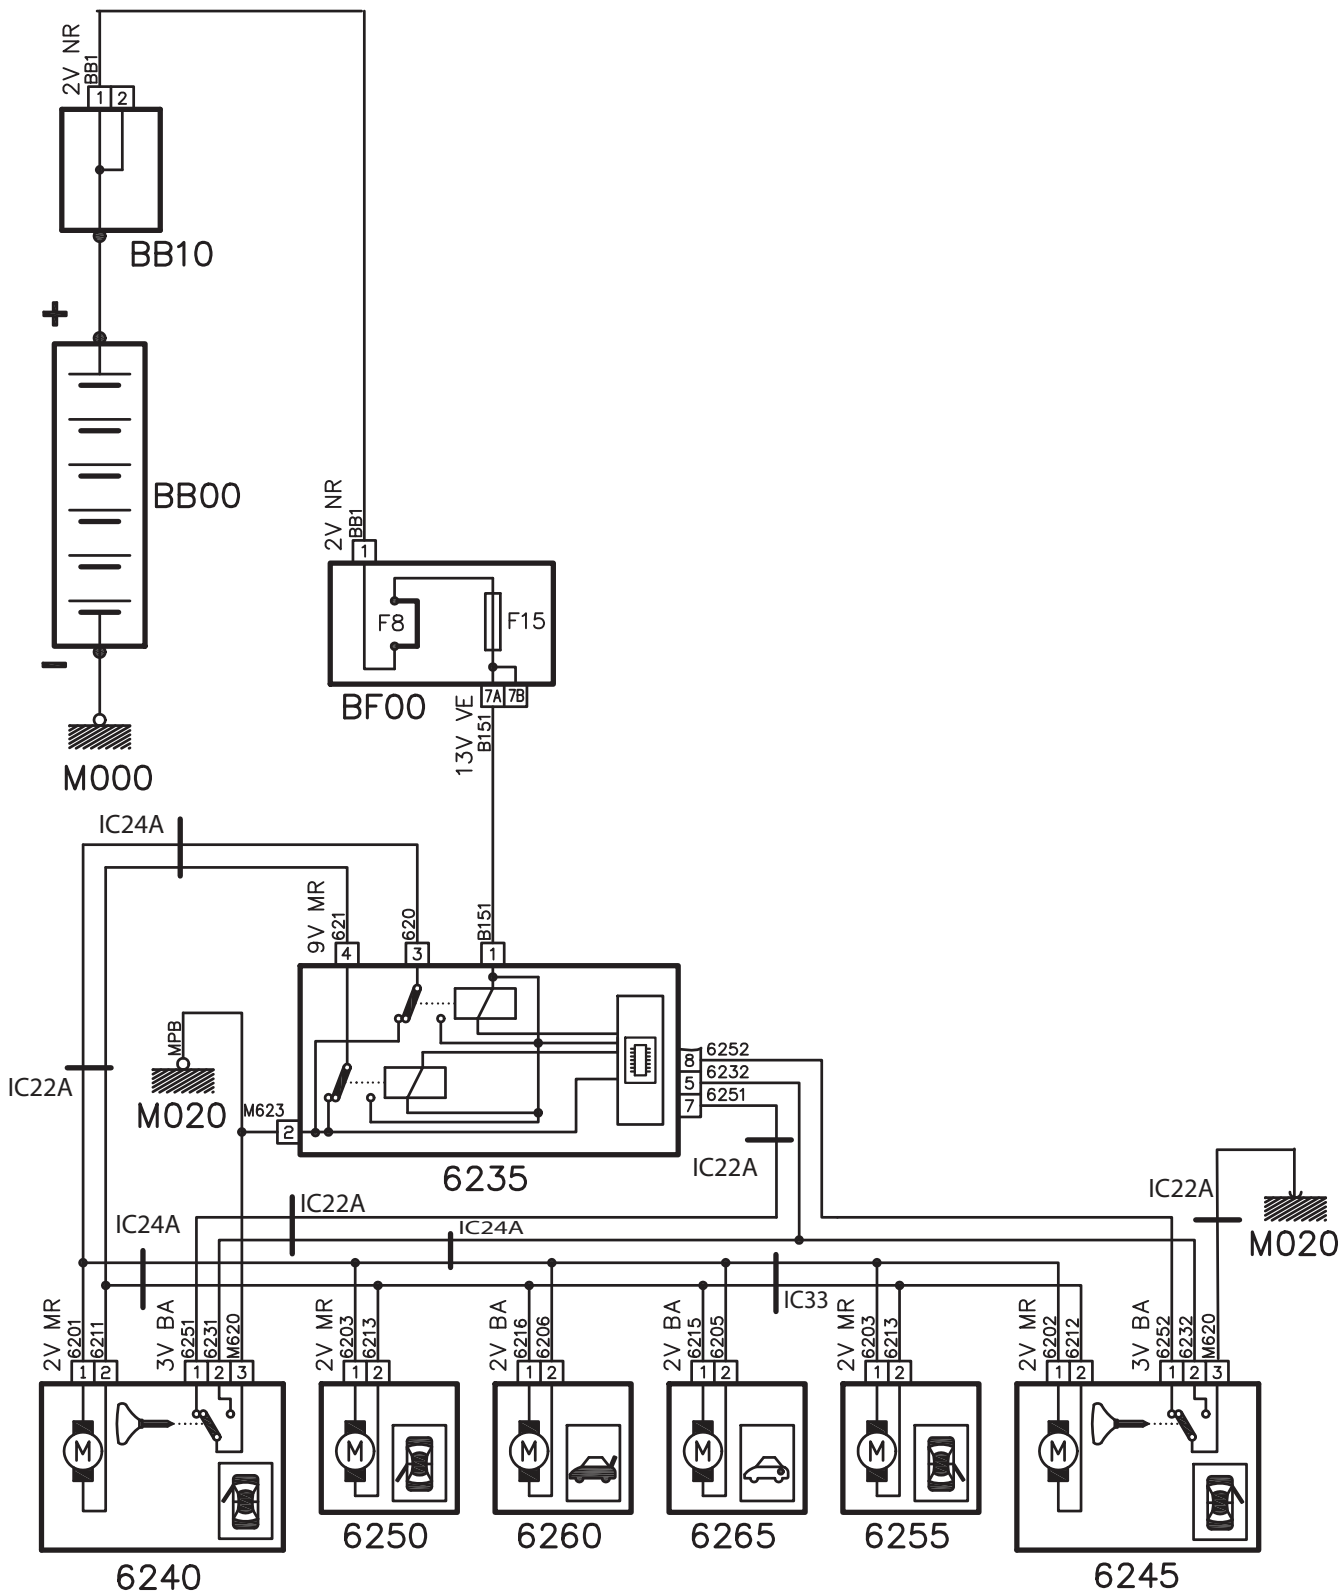 2V NR
BB1
1 2
BB10
+
BB00
–
M000
2V NR
BB1
1
F8
F15
BF00
7A 7B
13V VE
B151
IC24A
9V MR
621
620
B151
4
3
1
MPB
M020
IC22A
M623
2
8
5
7
6252
6232
6251
6235
IC22A
IC22A
IC24A
IC24A
IC22A
M020
IC33
2V MR
6201
6211
1 2
3V BA
6251
6231
M620
1 2 3
M
6240
2V MR
6203
6213
1 2
M
6250
2V BA
6216
6206
1 2
M
6260
2V BA
6215
6205
1 2
M
6265
2V MR
6203
6213
1 2
M
6255
2V MR
6202
6212
1 2
3V BA
6252
6232
M620
1 2 3
M
6245